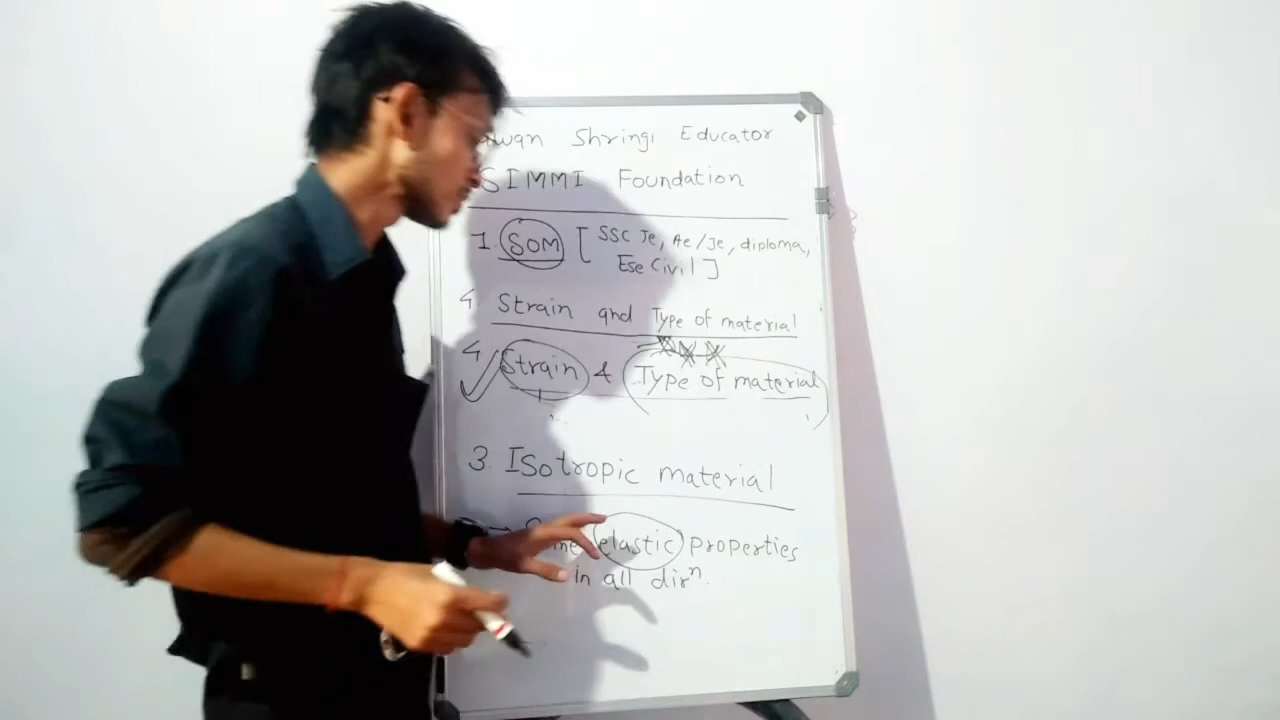 Shringi Educator
SIMMI Foundation
1. SOM [ SSC Je, Ae/Je, diploma,
Ese Civil ]
4 Strain and Type of material
4 Strain & Type of material
3. Isotropic material
→ elastic properties
in all dirⁿ.